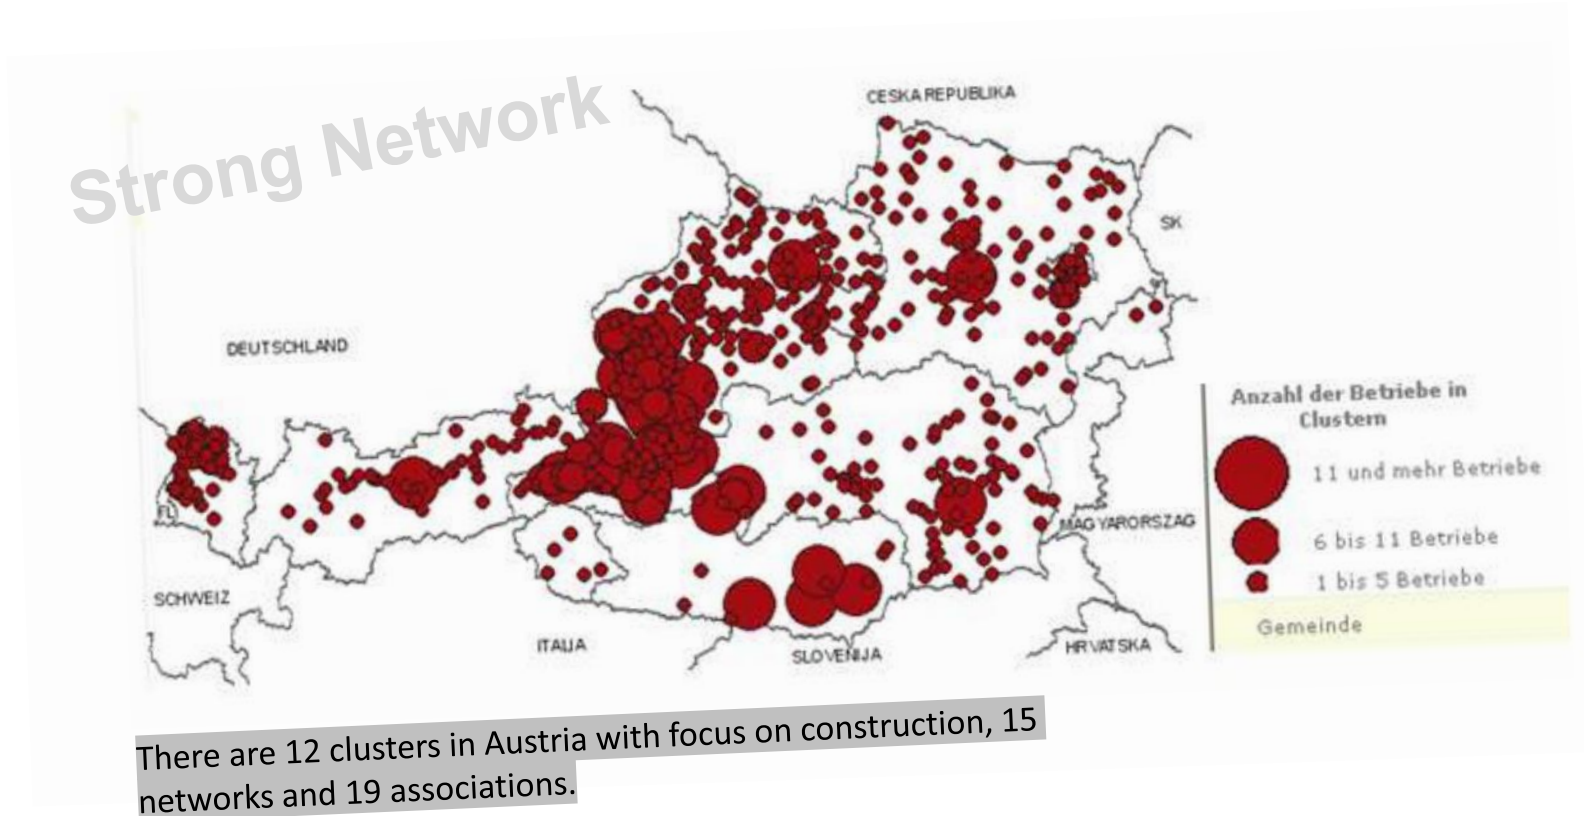 Strong Network
CESKA REPUBLIKA
SK
DEUTSCHLAND
Anzahl der Betriebe in
Clustern
11 und mehr Betriebe
6 bis 11 Betriebe
1 bis 5 Betriebe
Gemeinde
FL
MAGYARORSZAG
SCHWEIZ
ITALIA
SLOVENIJA
HRVATSKA
There are 12 clusters in Austria with focus on construction, 15
networks and 19 associations.